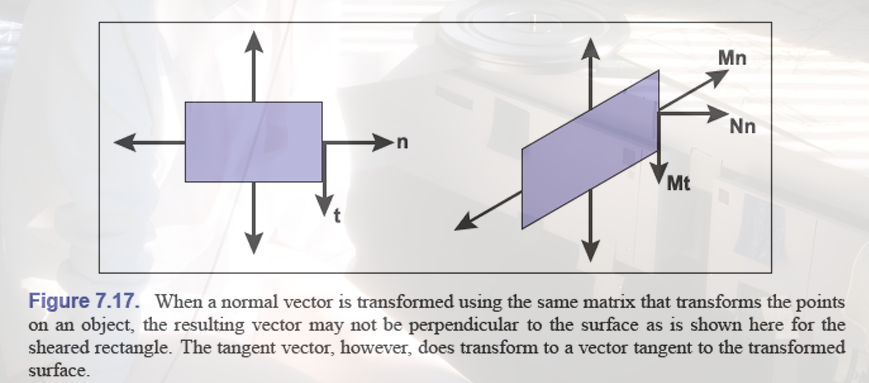 n
t
Mn
Nn
Mt
Figure 7.17. When a normal vector is transformed using the same matrix that transforms the points
on an object, the resulting vector may not be perpendicular to the surface as is shown here for the
sheared rectangle. The tangent vector, however, does transform to a vector tangent to the transformed
surface.